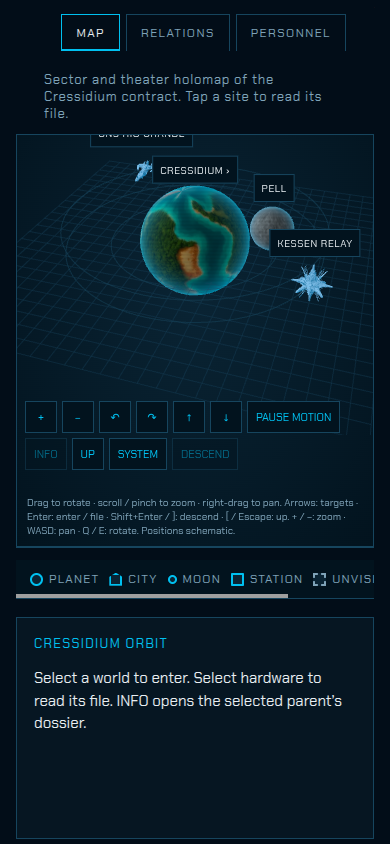 MAP
RELATIONS
PERSONNEL
Sector and theater holomap of the
Cressidium contract. Tap a site to read its
file.
CRESSIDIUM ›
PELL
KESSEN RELAY
+
−
↶
↷
↑
↓
PAUSE MOTION
INFO
UP
SYSTEM
DESCEND
Drag to rotate · scroll / pinch to zoom · right-drag to pan. Arrows: targets ·
Enter: enter / file · Shift+Enter / ]: descend · [ / Escape: up. + / −: zoom ·
WASD: pan · Q / E: rotate. Positions schematic.
PLANET
CITY
MOON
STATION
CRESSIDIUM ORBIT
Select a world to enter. Select hardware to
read its file. INFO opens the selected parent's
dossier.